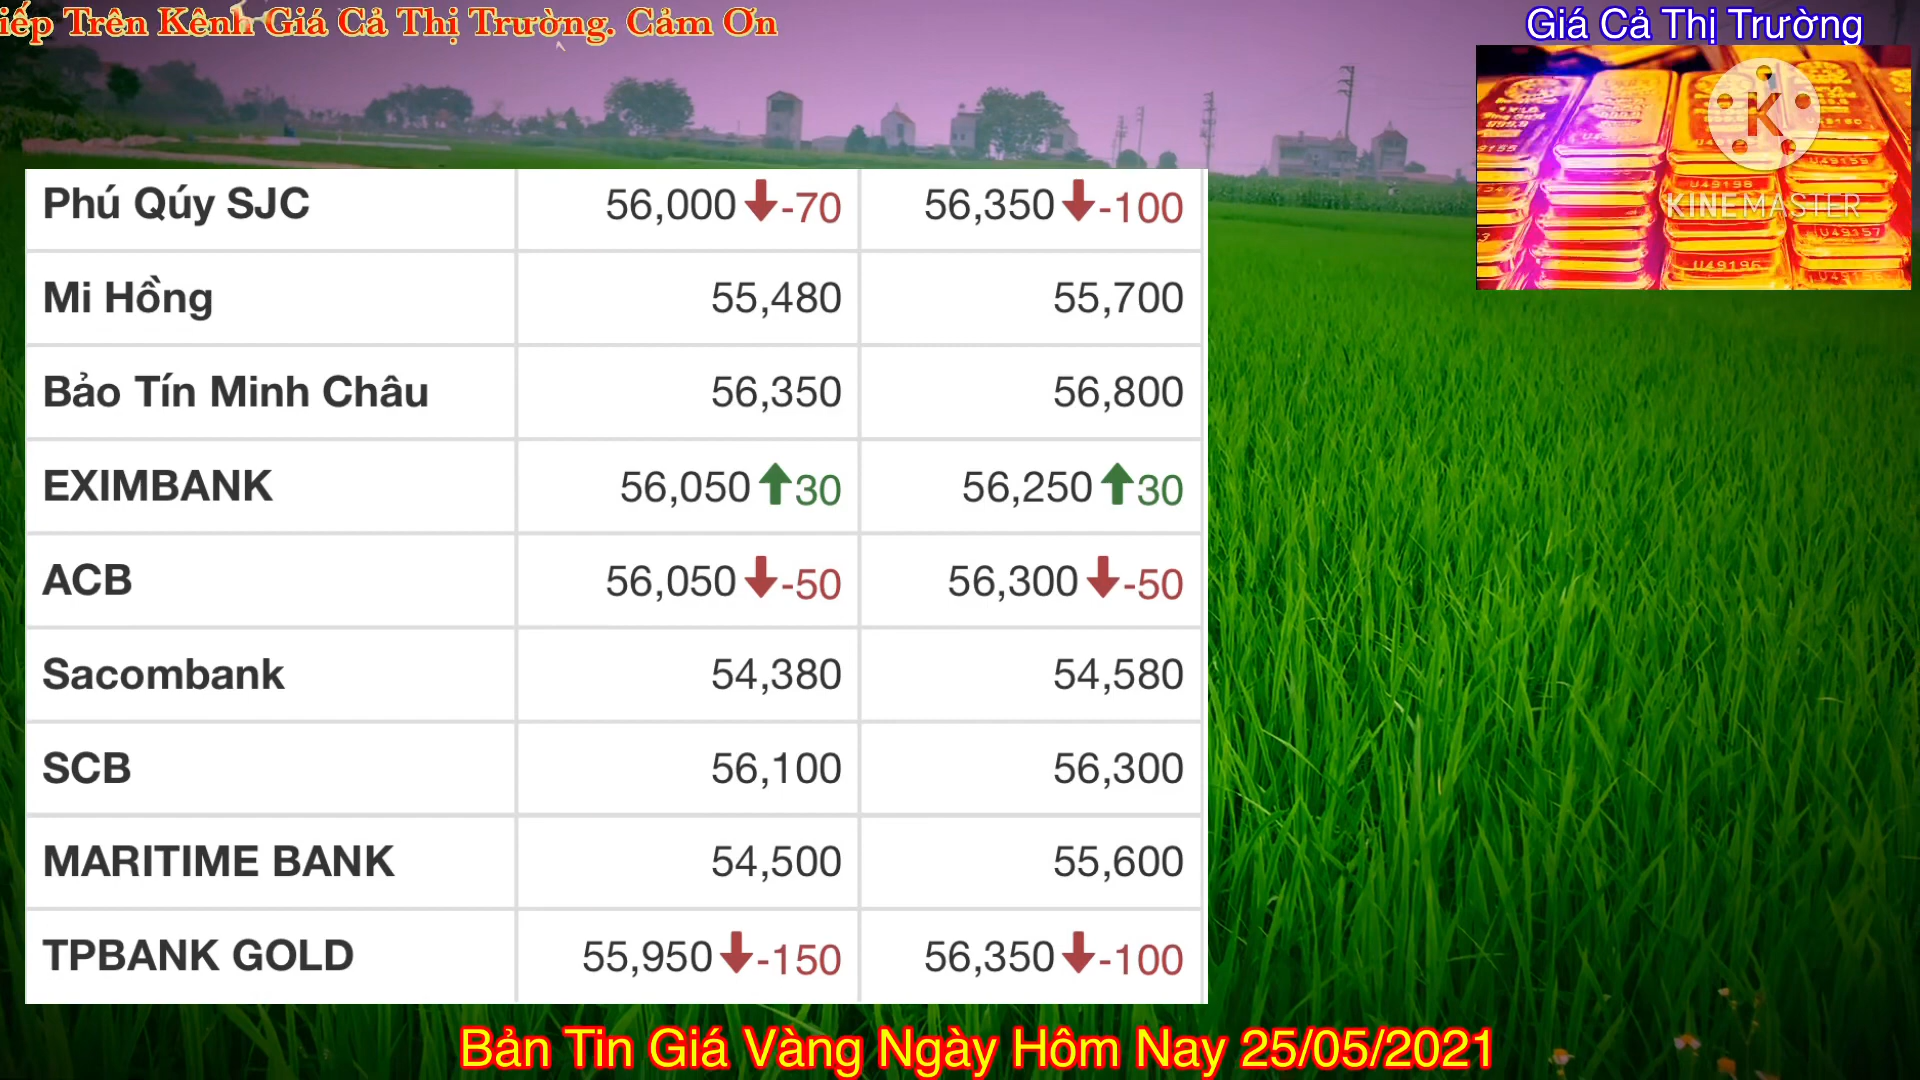 Trên Kênh Giá Cả Thị Trường. Cảm Ơn
Giá Cả Thị Trường
KINEMASTER
Phú Qúy SJC 56,000 -70 56,350 -100
Mi Hồng 55,480 55,700
Bảo Tín Minh Châu 56,350 56,800
EXIMBANK 56,050 30 56,250 30
ACB 56,050 -50 56,300 -50
Sacombank 54,380 54,580
SCB 56,100 56,300
MARITIME BANK 54,500 55,600
TPBANK GOLD 55,950 -150 56,350 -100
Bản Tin Giá Vàng Ngày Hôm Nay 25/05/2021